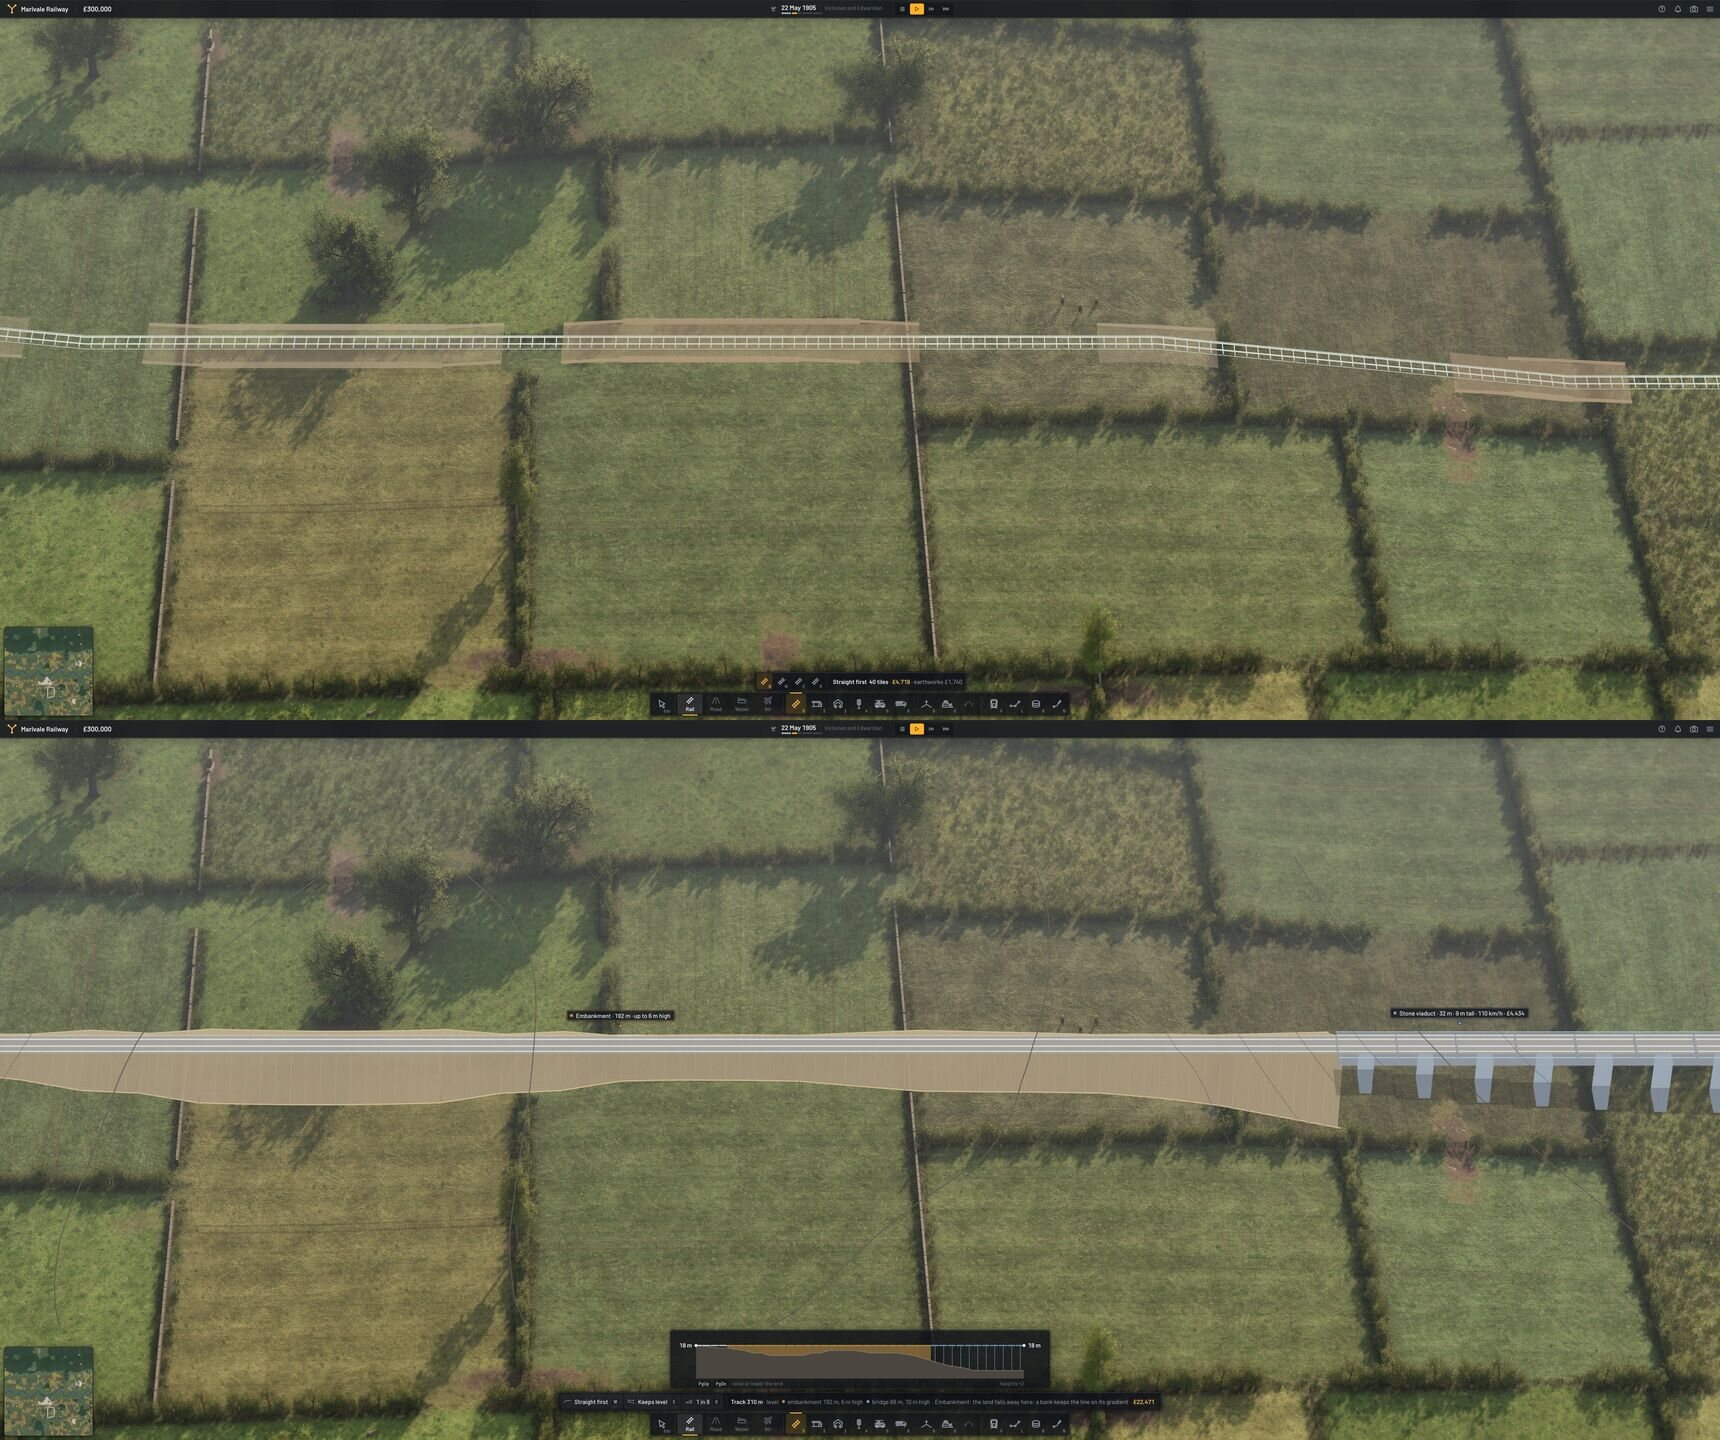 Marlvale Railway £300,000 22 May 1905 Victorian and Edwardian
Straight first 40 tiles · £4,718 · earthworks £1,740
Rail Road Water Air
Marlvale Railway £300,000 22 May 1905 Victorian and Edwardian
Stone viaduct · 32 m · 9 m tall · 110 km/h · £4,434
Embankment · 192 m · up to 6 m high
18 m 18 m
PgUp PgDn raise or lower this end heights ×2
Straight first Keeps level 1 in 8 Track 310 m level embankment 192 m, 6 m high bridge 88 m, 10 m high Embankment: the land falls away here: a bank keeps the line on its gradient £22,471
Rail Road Water Air